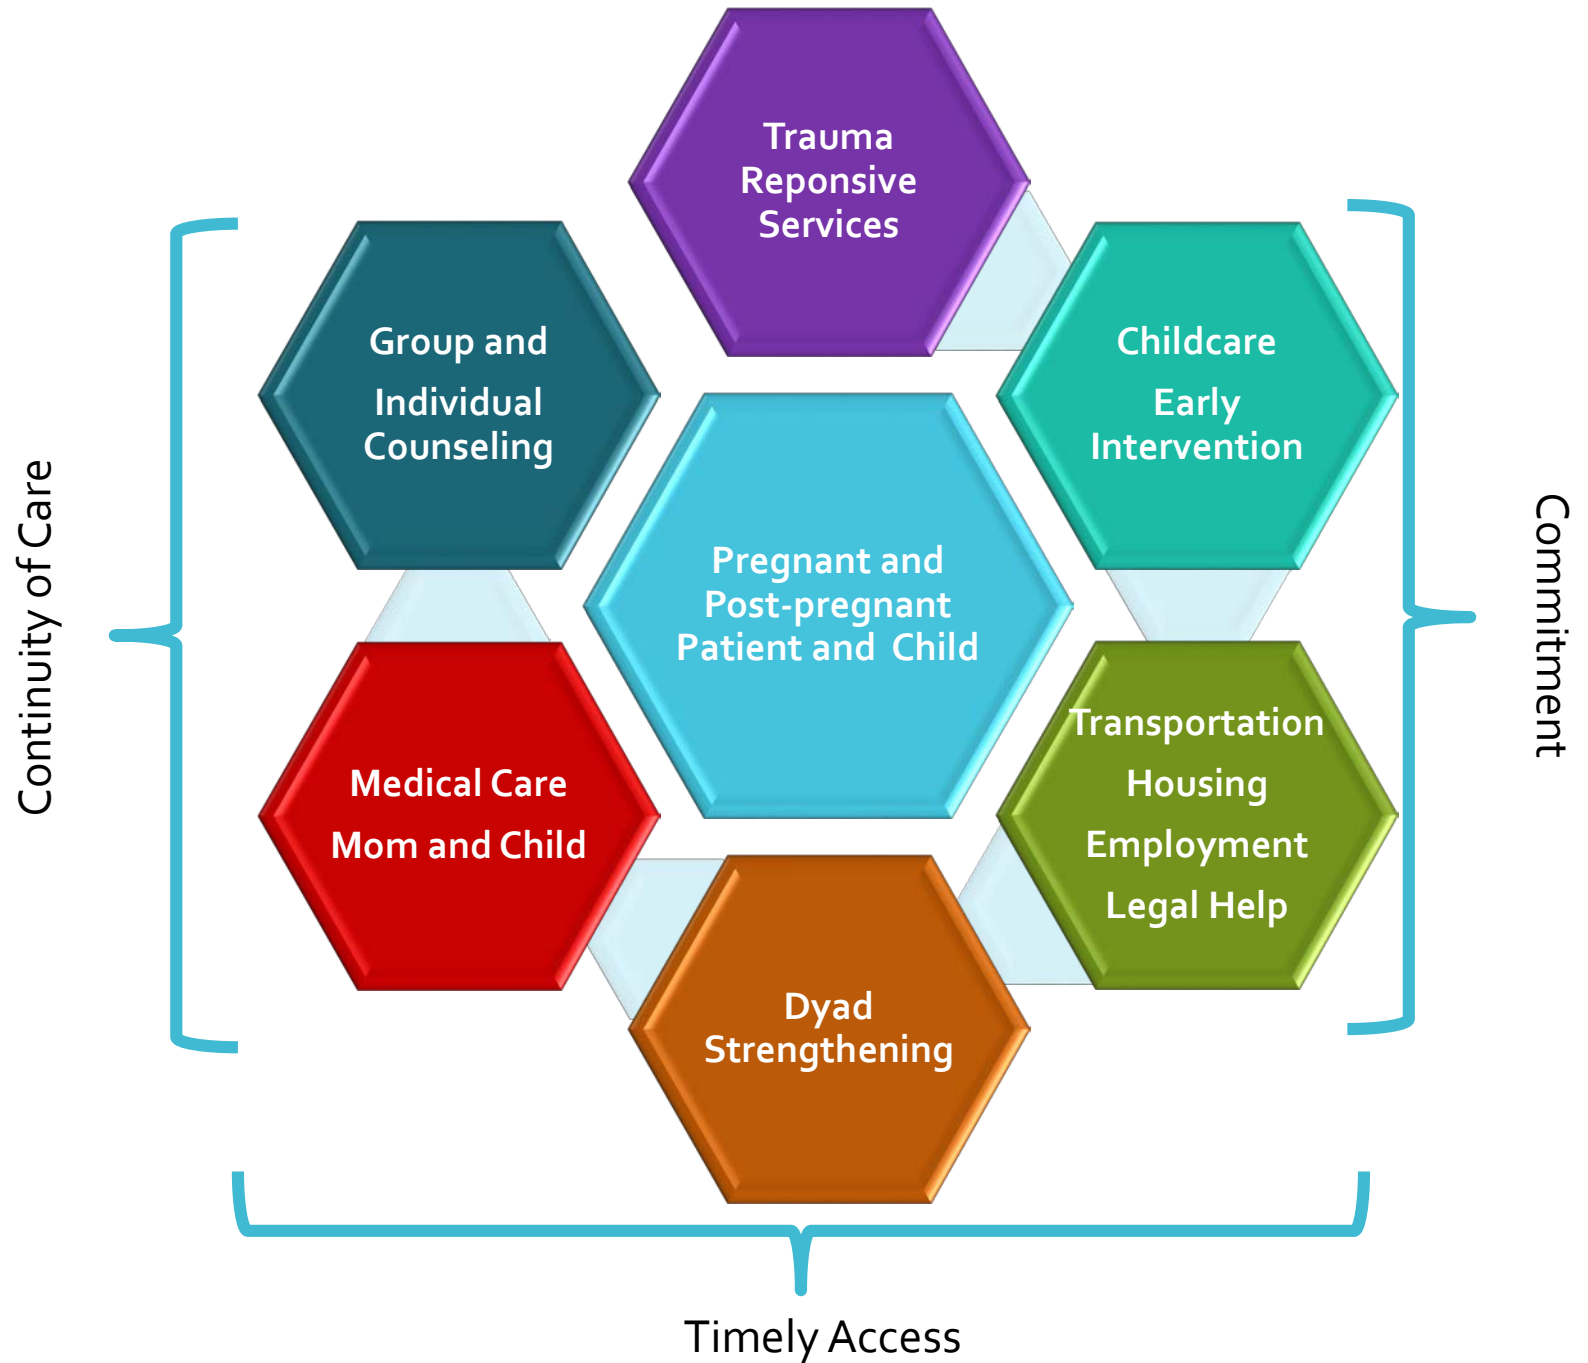 Trauma
Reponsive
Services
Group and
Individual
Counseling
Childcare
Early
Intervention
Pregnant and
Post-pregnant
Patient and  Child
Medical Care
Mom and Child
Transportation
Housing
Employment
Legal Help
Dyad
Strengthening
Continuity of Care
Commitment
Timely Access